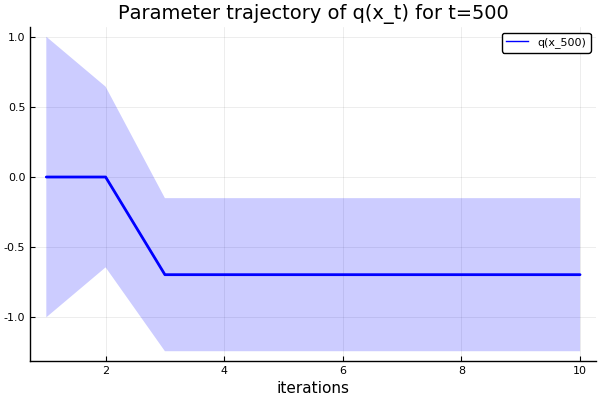 Parameter trajectory of q(x_t) for t=500
1.0
0.5
0.0
-0.5
-1.0
q(x_500)
2 4 6 8 10
iterations